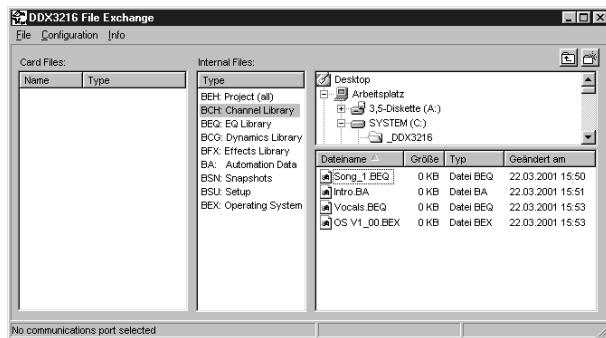 DDX3216 File Exchange
File Configuration Info
Card Files:
Name Type
Internal Files:
Type
BEH: Project (all)
BCH: Channel Library
BEQ: EQ Library
BCG: Dynamics Library
BFX: Effects Library
BA: Automation Data
BSN: Snapshots
BSU: Setup
BEX: Operating System
Desktop
Arbeitsplatz
3,5-Diskette (A:)
SYSTEM (C:)
_DDX3216
Dateiname Größe Typ Geändert am
Song_1.BEQ 0 KB Datei BEQ 22.03.2001 15:50
Intro.BA 0 KB Datei BA 22.03.2001 15:51
Vocals.BEQ 0 KB Datei BEQ 22.03.2001 15:53
OS V1_00.BEX 0 KB Datei BEX 22.03.2001 15:53
No communications port selected